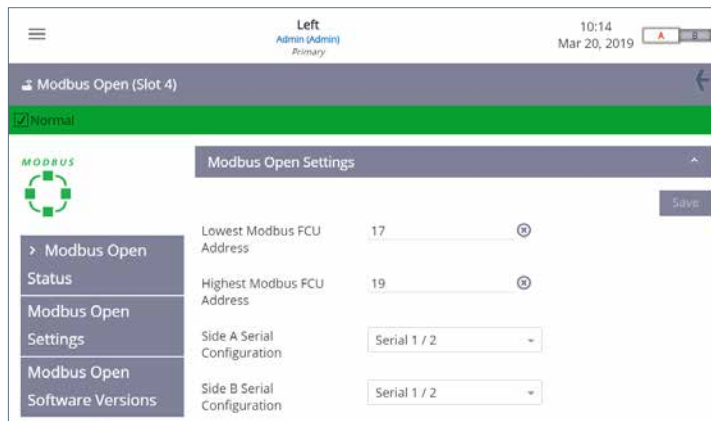 Left
Admin (Admin)
Primary
10:14
Mar 20, 2019
A
B
Modbus Open (Slot 4)
Normal
MODBUS
> Modbus Open
Status
Modbus Open
Settings
Modbus Open
Software Versions
Modbus Open Settings
Save
Lowest Modbus FCU
Address
17
Highest Modbus FCU
Address
19
Side A Serial
Configuration
Serial 1 / 2
Side B Serial
Configuration
Serial 1 / 2